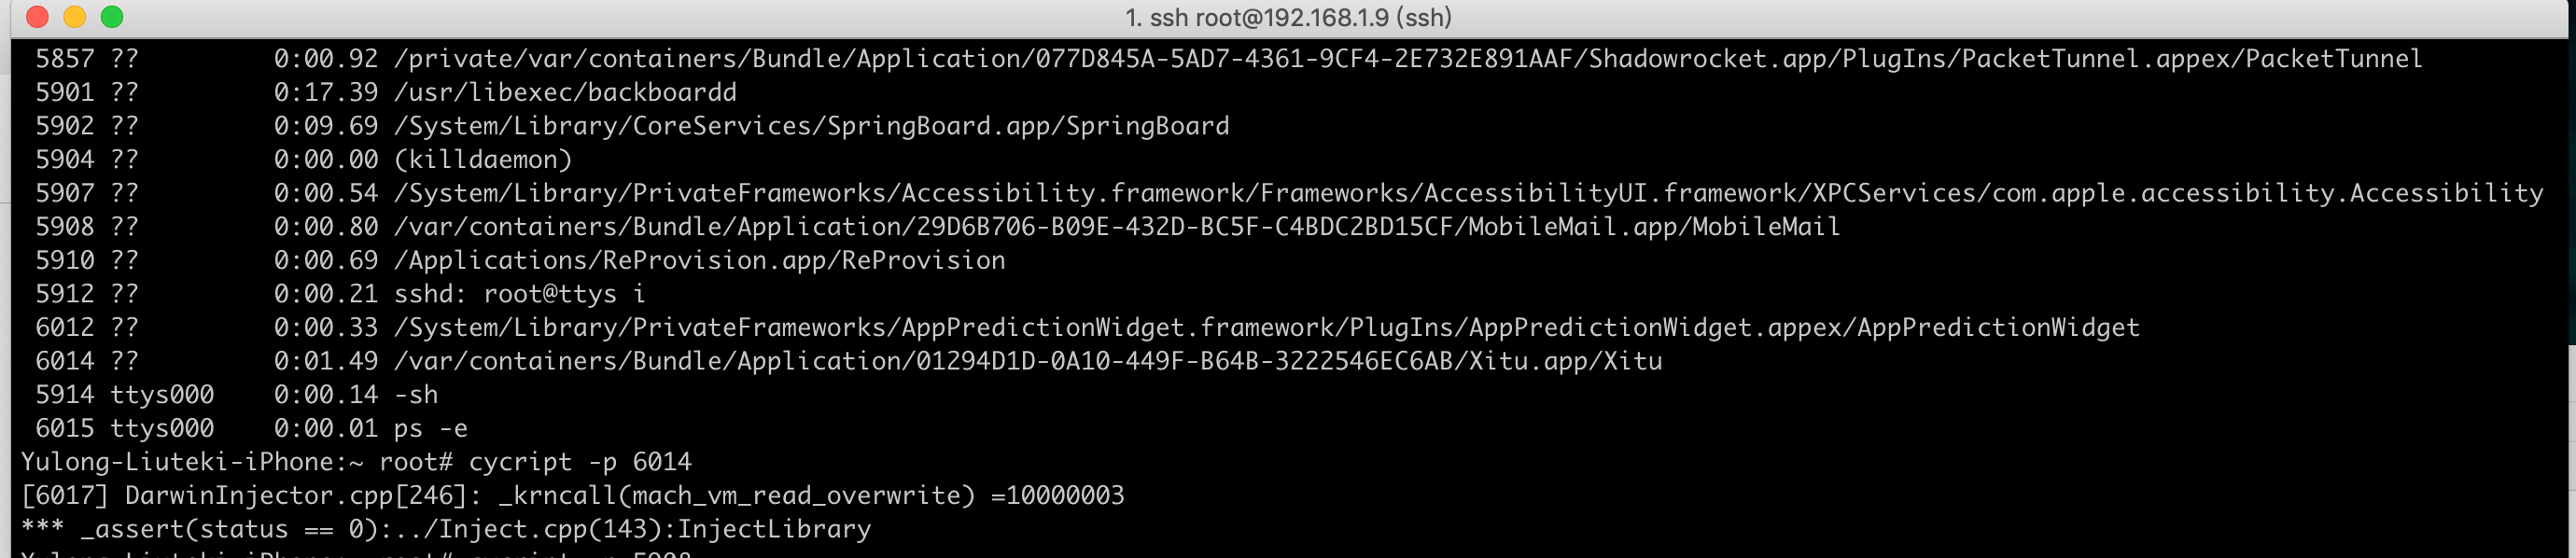 1. ssh root@192.168.1.9 (ssh)
5857 ?? 0:00.92 /private/var/containers/Bundle/Application/077D845A-5AD7-4361-9CF4-2E732E891AAF/Shadowrocket.app/PlugIns/PacketTunnel.appex/PacketTunnel
5901 ?? 0:17.39 /usr/libexec/backboardd
5902 ?? 0:09.69 /System/Library/CoreServices/SpringBoard.app/SpringBoard
5904 ?? 0:00.00 (killdaemon)
5907 ?? 0:00.54 /System/Library/PrivateFrameworks/Accessibility.framework/Frameworks/AccessibilityUI.framework/XPCServices/com.apple.accessibility.Accessibility
5908 ?? 0:00.80 /var/containers/Bundle/Application/29D6B706-B09E-432D-BC5F-C4BDC2BD15CF/MobileMail.app/MobileMail
5910 ?? 0:00.69 /Applications/ReProvision.app/ReProvision
5912 ?? 0:00.21 sshd: root@ttys i
6012 ?? 0:00.33 /System/Library/PrivateFrameworks/AppPredictionWidget.framework/PlugIns/AppPredictionWidget.appex/AppPredictionWidget
6014 ?? 0:01.49 /var/containers/Bundle/Application/01294D1D-0A10-449F-B64B-3222546EC6AB/Xitu.app/Xitu
5914 ttys000 0:00.14 -sh
6015 ttys000 0:00.01 ps -e
Yulong-Liuteki-iPhone:~ root# cycript -p 6014
[6017] DarwinInjector.cpp[246]: _krncall(mach_vm_read_overwrite) =10000003
*** _assert(status == 0):../Inject.cpp(143):InjectLibrary
Yulong-Liuteki-iPhone:~ root# cycript -p 5908